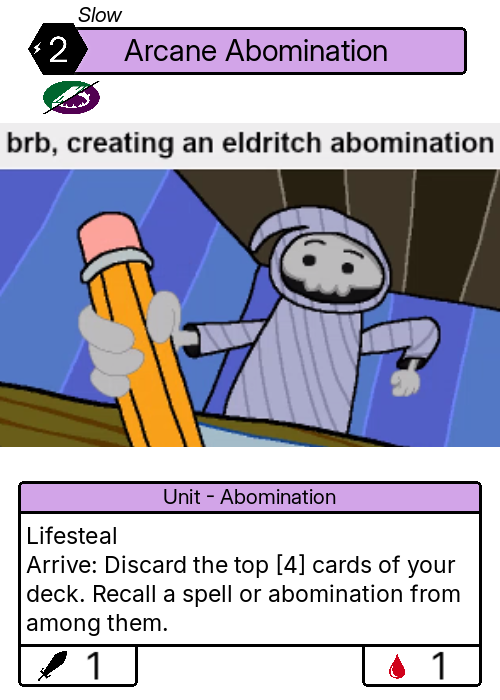 Slow
2 Arcane Abomination
brb, creating an eldritch abomination
Unit - Abomination
Lifesteal
Arrive: Discard the top [4] cards of your
deck. Recall a spell or abomination from
among them.
1 1